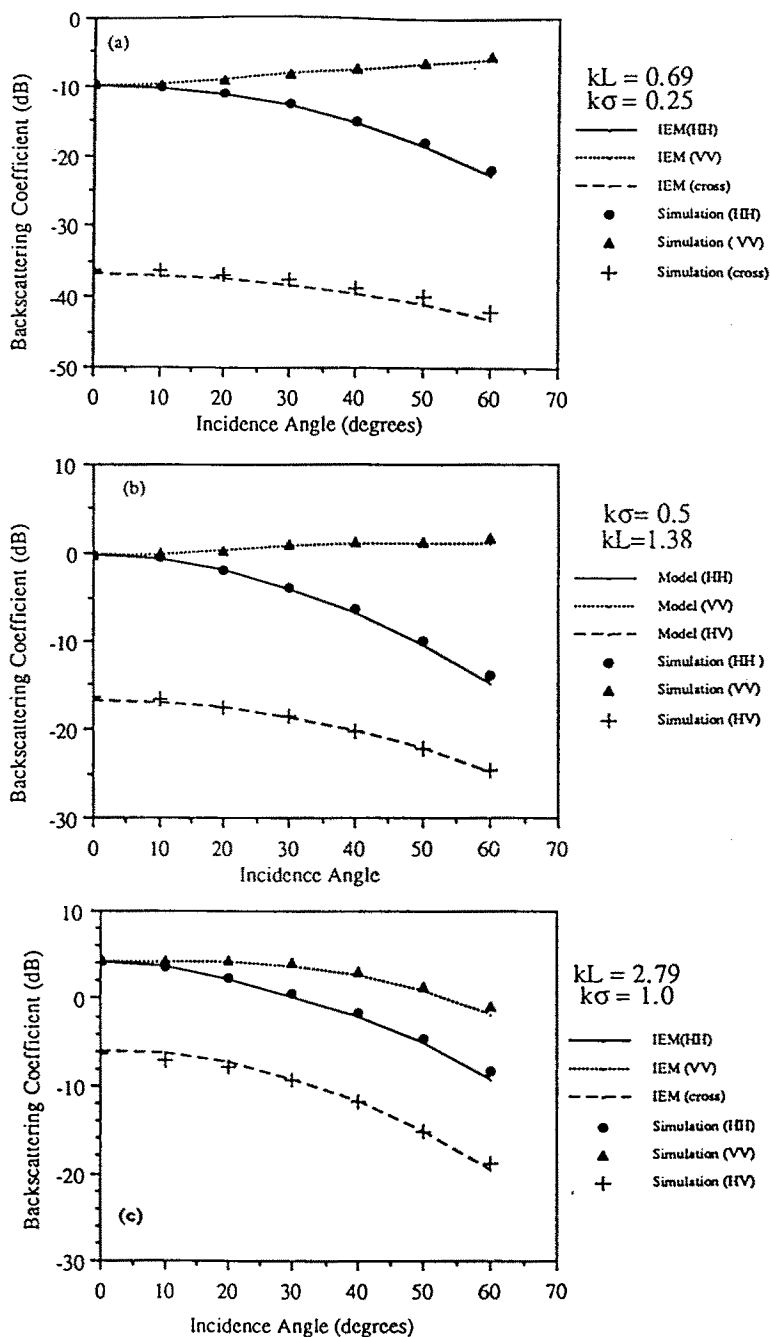 (a)
0
-10
-20
-30
-40
-50
Backscattering Coefficient (dB)
0 10 20 30 40 50 60 70
Incidence Angle (degrees)
kL = 0.69
kσ = 0.25
IEM(HH)
IEM (VV)
IEM (cross)
Simulation (HH)
Simulation ( VV)
Simulation (cross)
(b)
10
0
-10
-20
-30
Backscattering Coefficient (dB)
0 10 20 30 40 50 60 70
Incidence Angle
kσ= 0.5
kL=1.38
Model (HH)
Model (VV)
Model (HV)
Simulation (HH )
Simulation (VV)
Simulation (HV)
(c)
10
0
-10
-20
-30
Backscattering Coefficient (dB)
0 10 20 30 40 50 60 70
Incidence Angle (degrees)
kL = 2.79
kσ = 1.0
IEM(HH)
IEM (VV)
IEM (cross)
Simulation (HH)
Simulation (VV)
Simulation (HV)